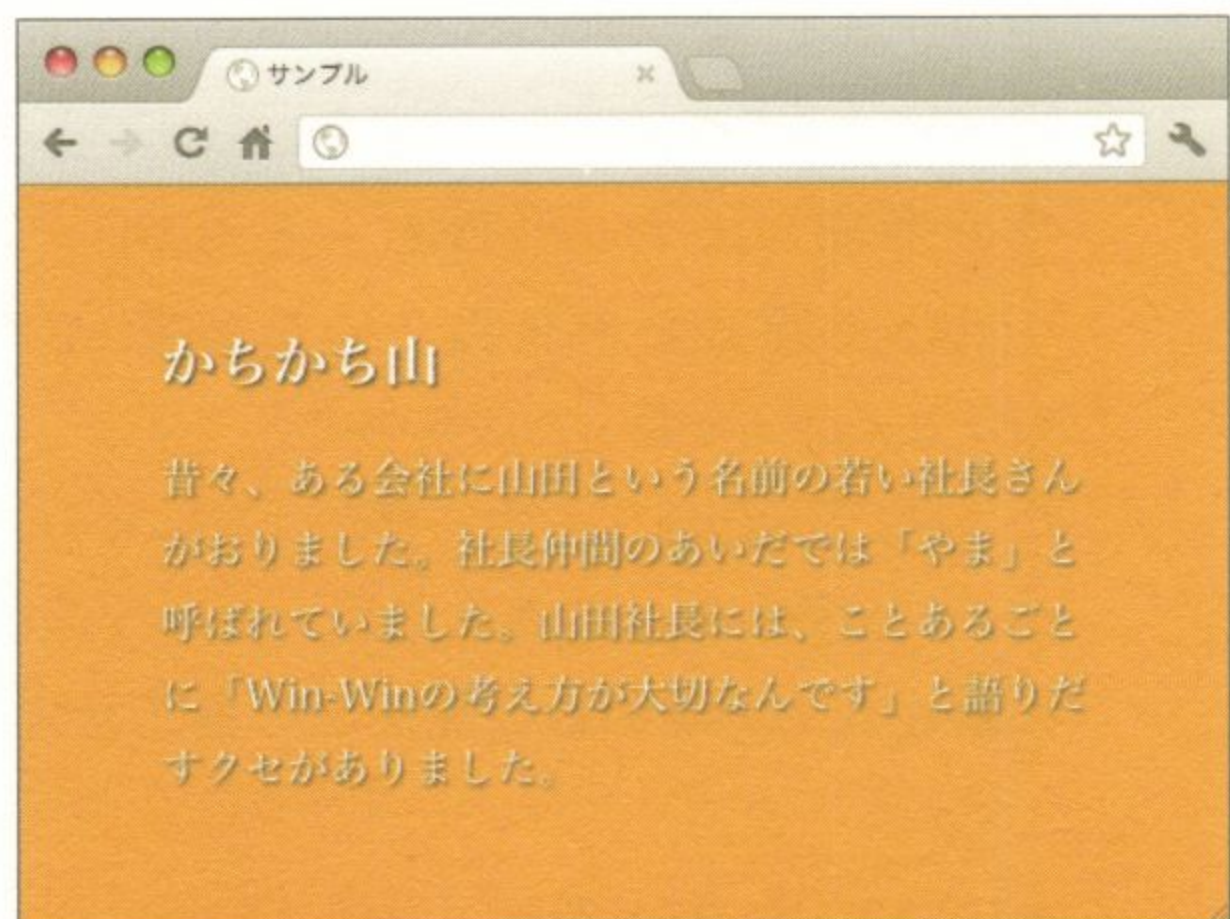 サンプル
かちかち山
昔々、ある会社に山田という名前の若い社長さん
がおりました。社長仲間のあいだでは「やま」と
呼ばれていました。山田社長には、ことあるごと
に「Win-Winの考え方が大切なんです」と語りだ
すクセがありました。